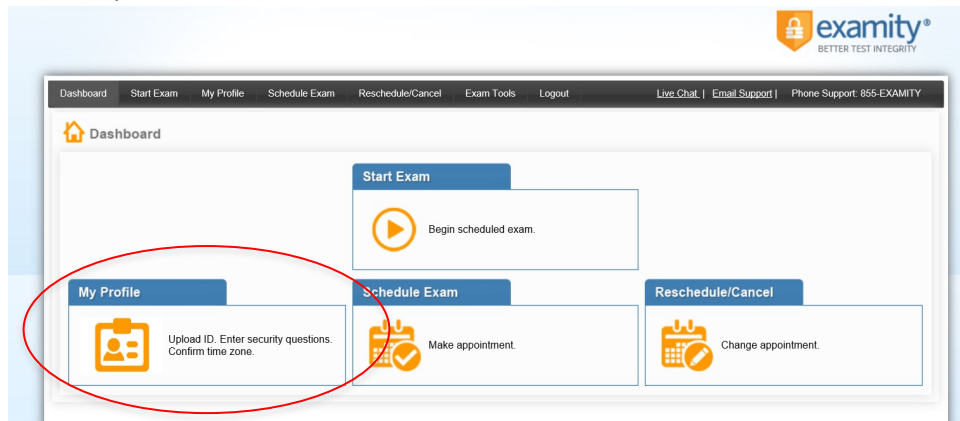 examity®
BETTER TEST INTEGRITY
Dashboard Start Exam My Profile Schedule Exam Reschedule/Cancel Exam Tools Logout Live Chat | Email Support | Phone Support: 855-EXAMITY
Dashboard
Start Exam
Begin scheduled exam.
My Profile
Upload ID. Enter security questions.
Confirm time zone.
Schedule Exam
Make appointment.
Reschedule/Cancel
Change appointment.